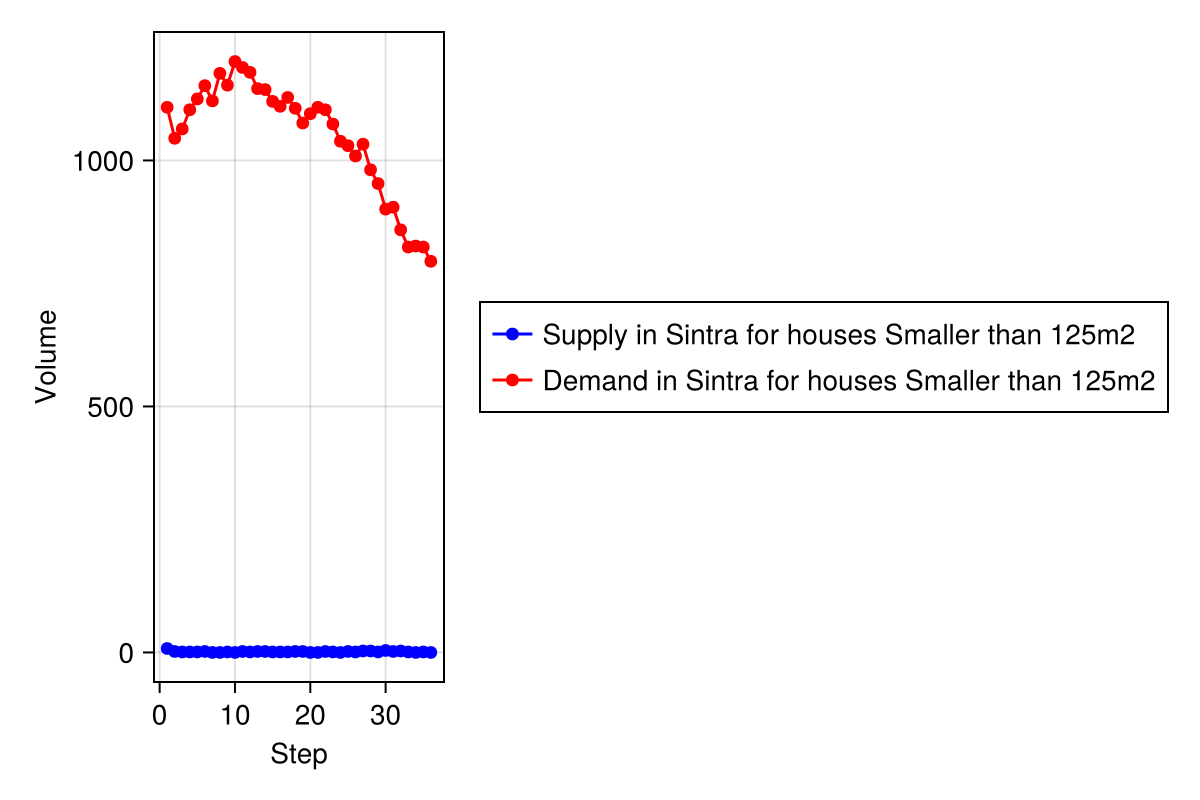 Volume
1000
500
0
0 10 20 30
Step
Supply in Sintra for houses Smaller than 125m2
Demand in Sintra for houses Smaller than 125m2